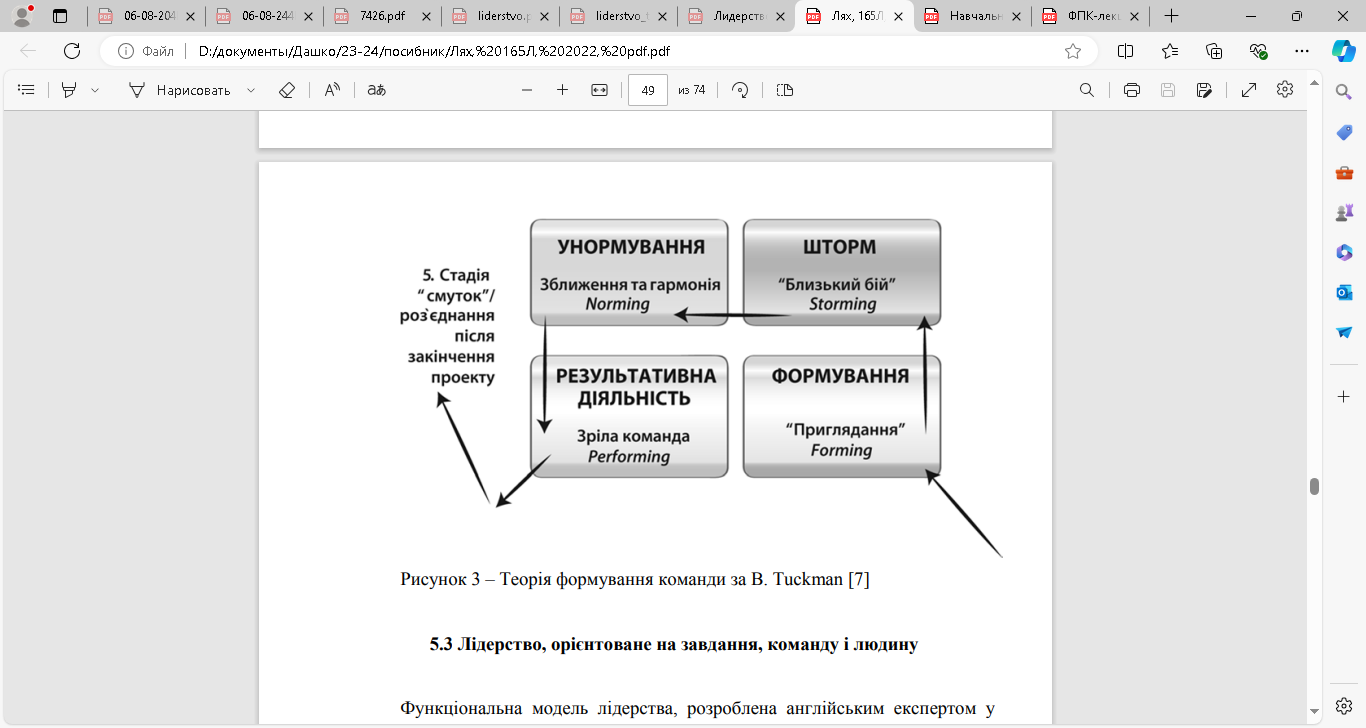 06-08-204
06-08-244
7426.pdf
liderstvo.p
liderstvo_t
Лидерств
Лях, 165Л
Навчальн
ФПК-лекц
Файл
D:/документы/Дашко/23-24/посибник/Лях,%20165Л,%202022,%20pdf.pdf
Нарисовать
49
из 74
УНОРМУВАННЯ
Зближення та гармонія
Norming
ШТОРМ
“Близький бій”
Storming
5. Стадія
“смуток”/
роз`єднання
після
закінчення
проекту
РЕЗУЛЬТАТИВНА
ДІЯЛЬНІСТЬ
Зріла команда
Performing
ФОРМУВАННЯ
“Приглядання”
Forming
Рисунок 3 – Теорія формування команди за B. Tuckman [7]
5.3 Лідерство, орієнтоване на завдання, команду і людину
Функціональна модель лідерства, розроблена англійським експертом у